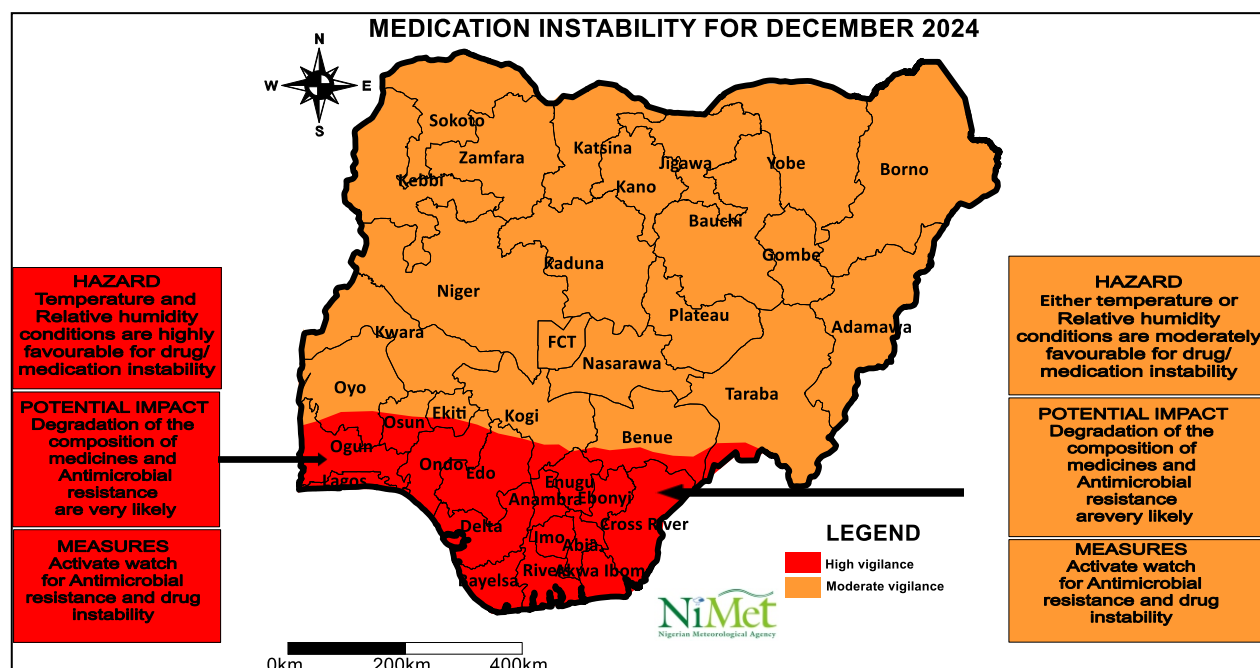 MEDICATION INSTABILITY FOR DECEMBER 2024
N
W
E
S
Sokoto
Zamfara
Kebbi
Katsina
Kano
Jigawa
Yobe
Borno
Bauchi
Gombe
Kaduna
Niger
Plateau
Adamawa
Kwara
FCT
Nasarawa
Oyo
Taraba
Osun
Ekiti
Kogi
Benue
Ogun
Lagos
Ondo
Edo
Enugu
Anambra
Ebonyi
Delta
Cross River
Imo
Abia
Bayelsa
Rivers
Akwa Ibom
HAZARD
Temperature and
Relative humidity
conditions are highly
favourable for drug/
medication instability
POTENTIAL IMPACT
Degradation of the
composition of
medicines and
Antimicrobial
resistance
are very likely
MEASURES
Activate watch
for Antimicrobial
resistance and drug
instability
HAZARD
Either temperature or
Relative humidity
conditions are moderately
favourable for drug/
medication instability
POTENTIAL IMPACT
Degradation of the
composition of
medicines and
Antimicrobial
resistance
arevery likely
MEASURES
Activate watch
for Antimicrobial
resistance and drug
instability
LEGEND
High vigilance
Moderate vigilance
NiMet
Nigerian Meteorological Agency
0km
200km
400km